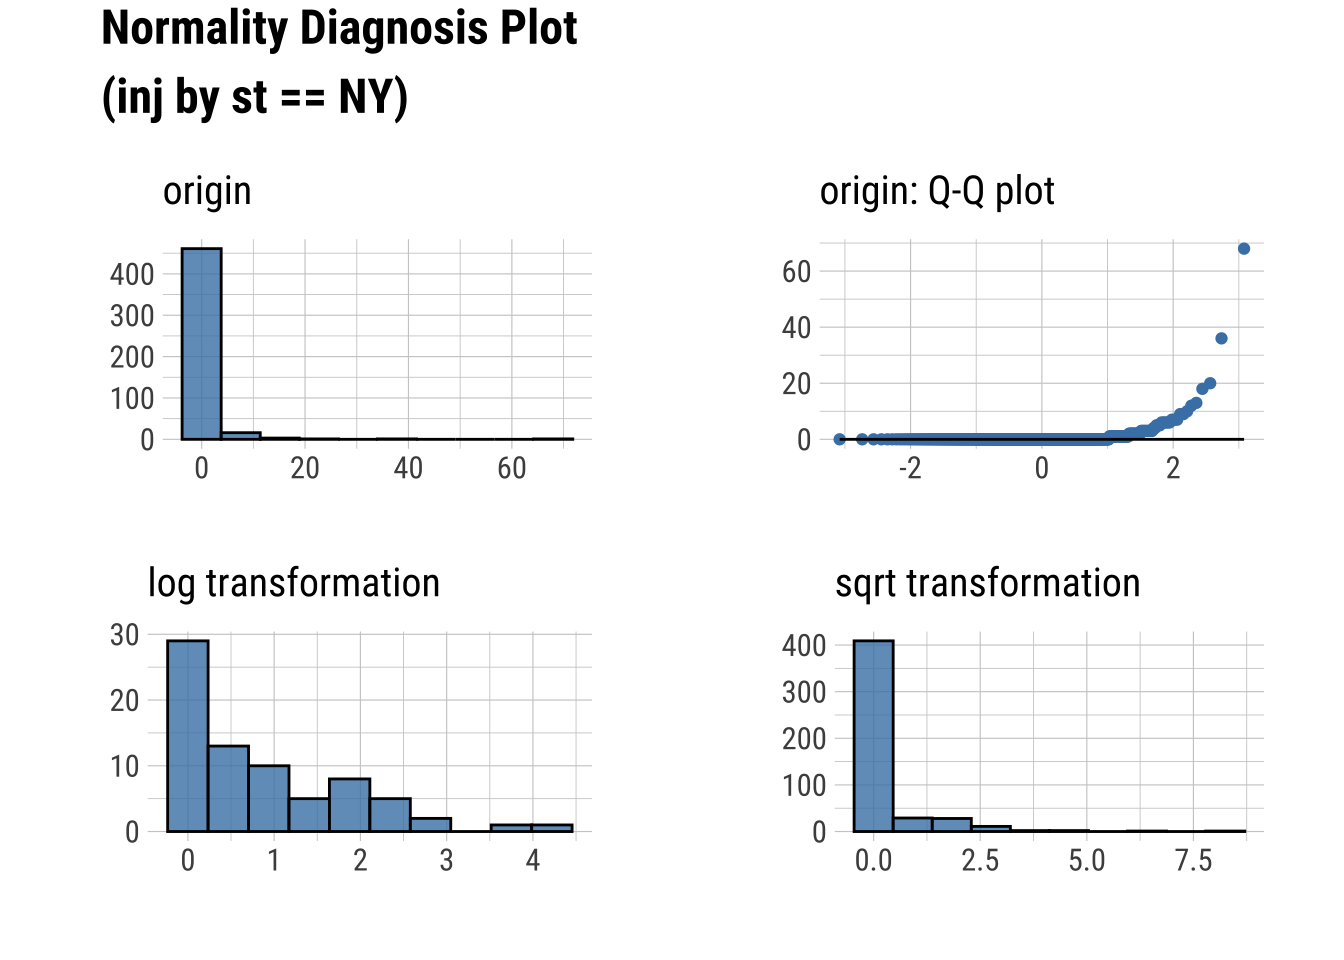 Normality Diagnosis Plot
(inj by st == NY)
origin
400
300
200
100
0
0 20 40 60
origin: Q-Q plot
60
40
20
0
-2 0 2
log transformation
30
20
10
0
0 1 2 3 4
sqrt transformation
400
300
200
100
0
0.0 2.5 5.0 7.5